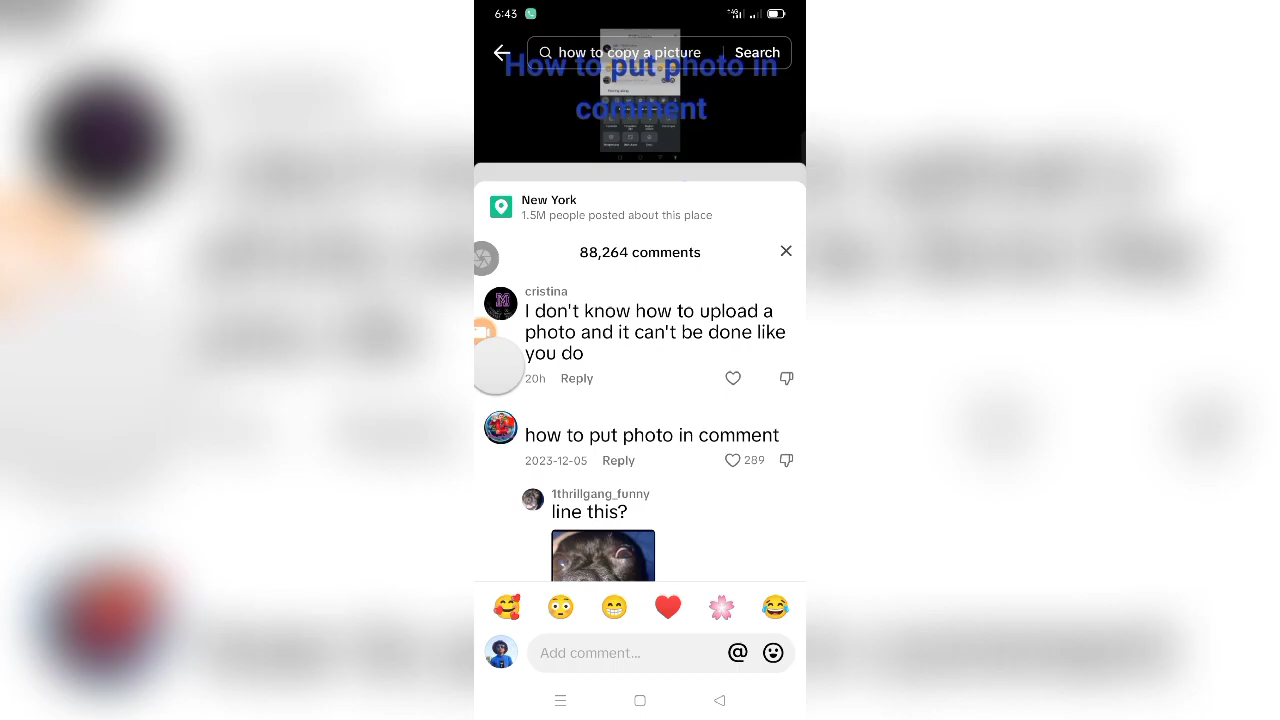 6:43
4G
how to copy a picture
Search
How to put photo in
comment
New York
1.5M people posted about this place
88,264 comments
cristina
I don't know how to upload a
photo and it can't be done like
you do
20h Reply
how to put photo in comment
2023-12-05 Reply
289
1thrillgang_funny
line this?
Add comment...
@